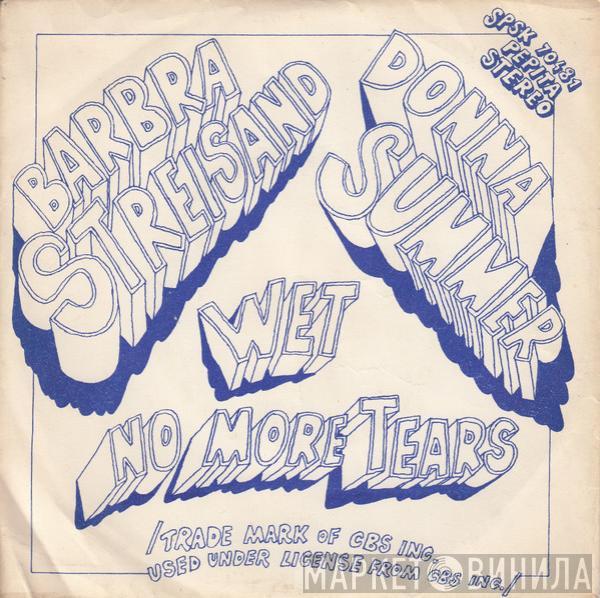 SPSK 70481
PEPITA
STEREO
BARBRA
STREISAND
DONNA
SUMMER
WET
NO MORE TEARS
/TRADE MARK OF CBS INC.
USED UNDER LICENSE FROM CBS INC./
МАРКЕТ ВИНИЛА